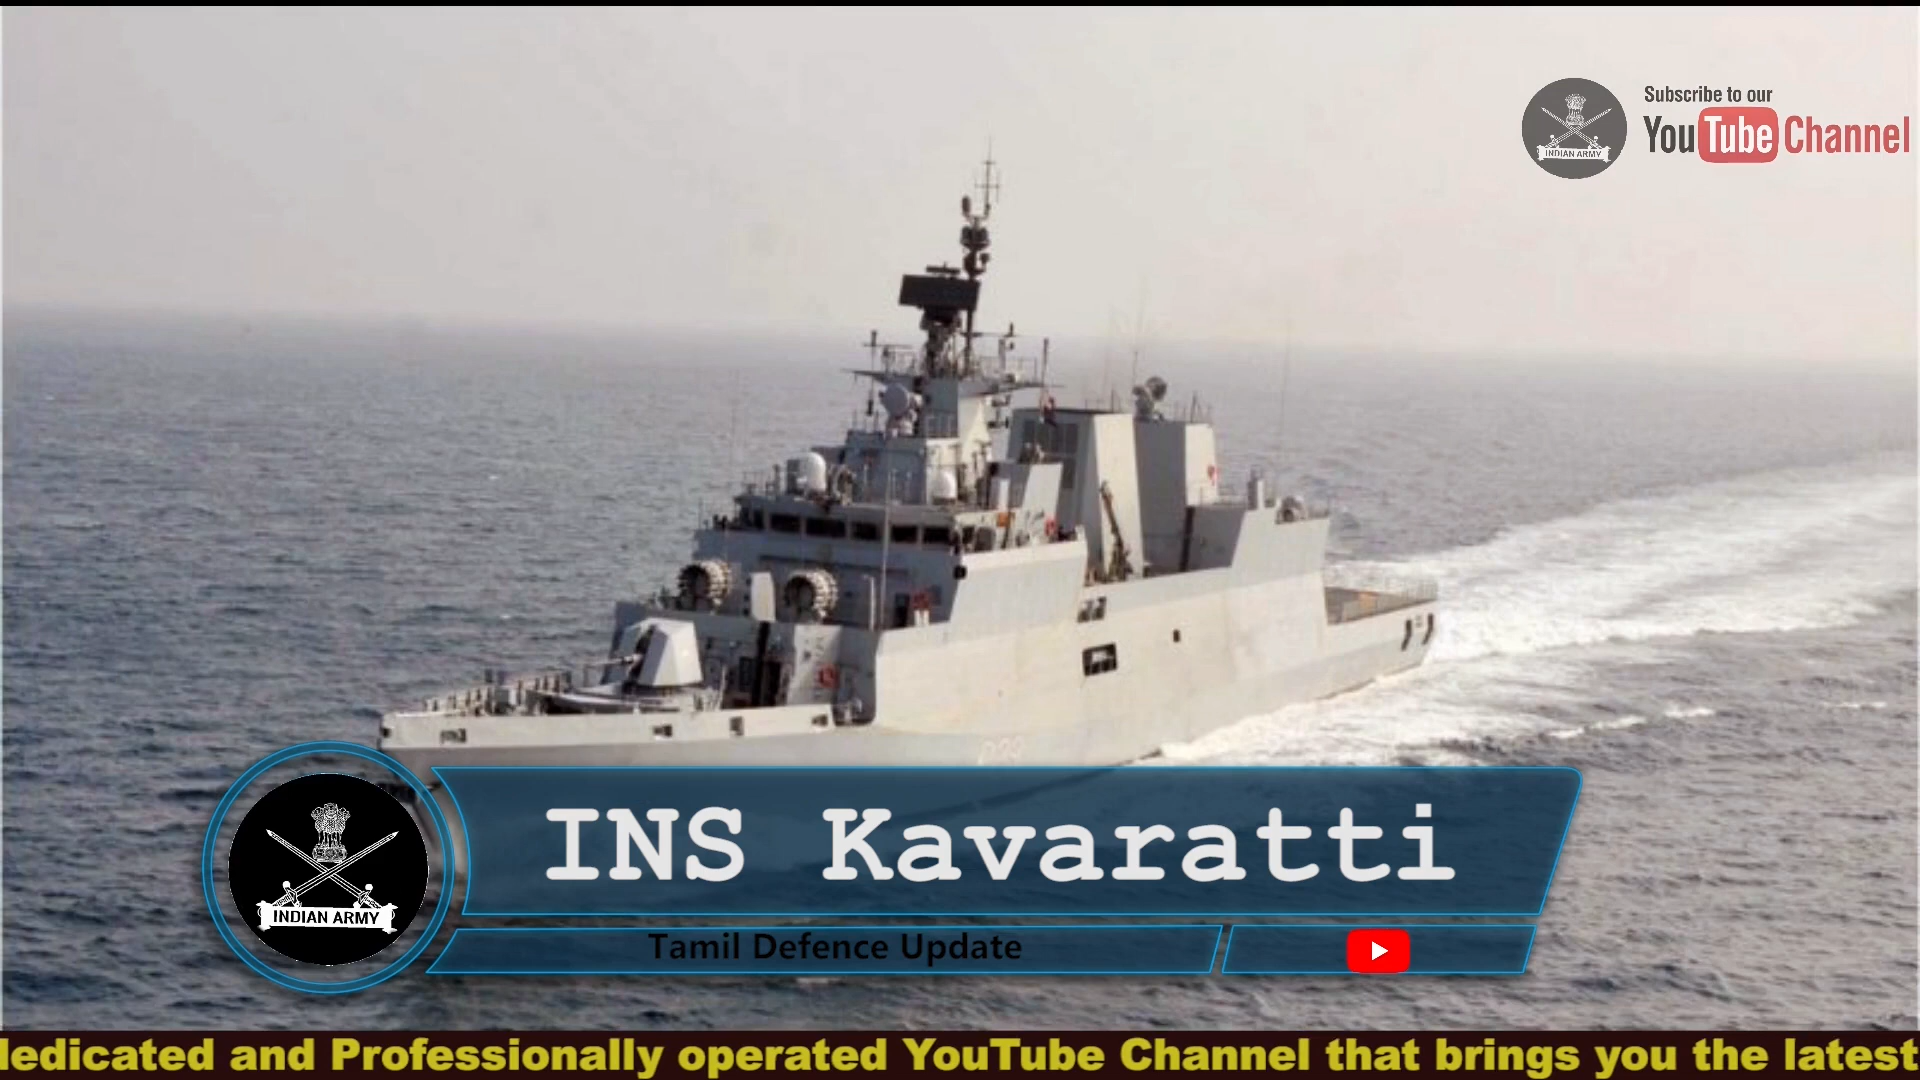 Subscribe to our
YouTube Channel
INDIAN ARMY
INS Kavaratti
INDIAN ARMY
Tamil Defence Update
dedicated and Professionally operated YouTube Channel that brings you the latest